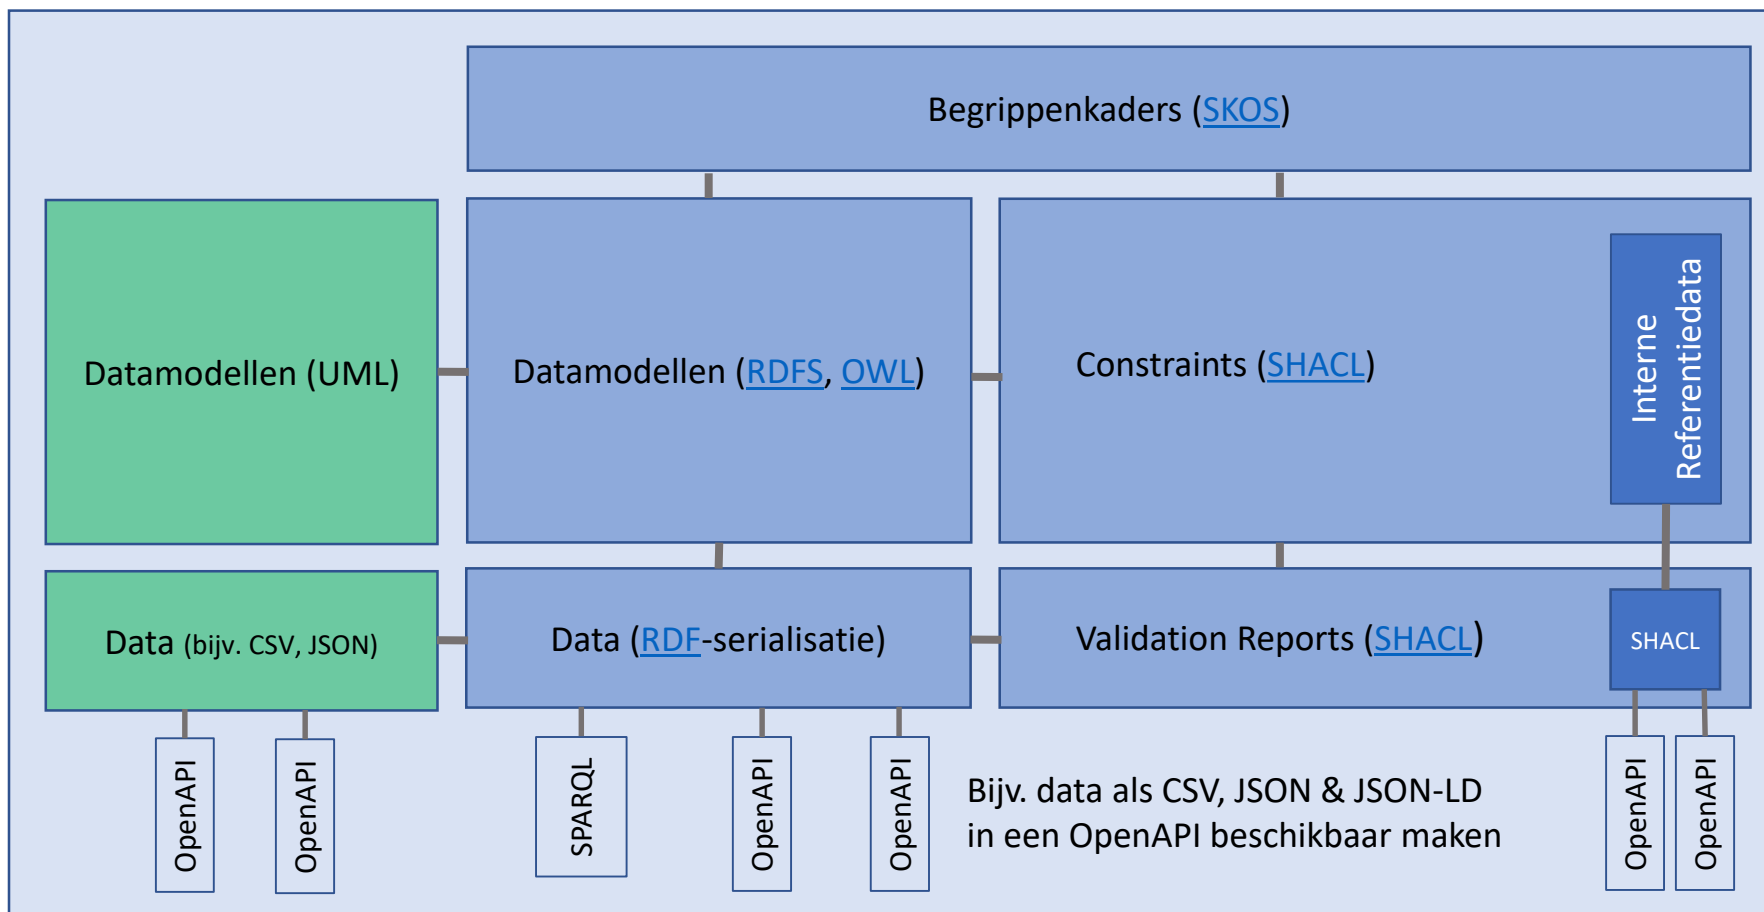 Begrippenkaders (SKOS)
Datamodellen (UML)
Datamodellen (RDFS, OWL)
Constraints (SHACL)
Interne
Referentiedata
Data (bijv. CSV, JSON)
Data (RDF-serialisatie)
Validation Reports (SHACL)
SHACL
OpenAPI
OpenAPI
SPARQL
OpenAPI
OpenAPI
Bijv. data als CSV, JSON & JSON-LD
in een OpenAPI beschikbaar maken
OpenAPI
OpenAPI